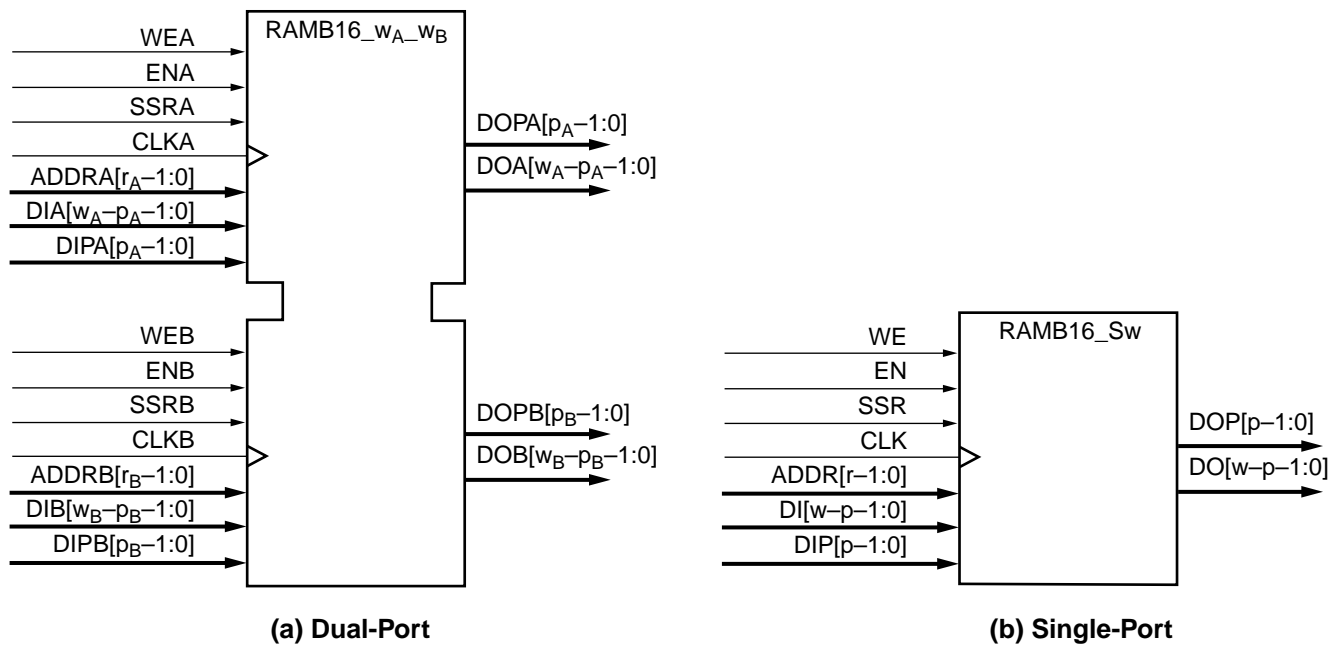 RAMB16_wA_wB
WEA
ENA
SSRA
CLKA
ADDRA[rA–1:0]
DIA[wA–pA–1:0]
DIPA[pA–1:0]
DOPA[pA–1:0]
DOA[wA–pA–1:0]
WEB
ENB
SSRB
CLKB
ADDRB[rB–1:0]
DIB[wB–pB–1:0]
DIPB[pB–1:0]
DOPB[pB–1:0]
DOB[wB–pB–1:0]
(a) Dual-Port
RAMB16_Sw
WE
EN
SSR
CLK
ADDR[r–1:0]
DI[w–p–1:0]
DIP[p–1:0]
DOP[p–1:0]
DO[w–p–1:0]
(b) Single-Port